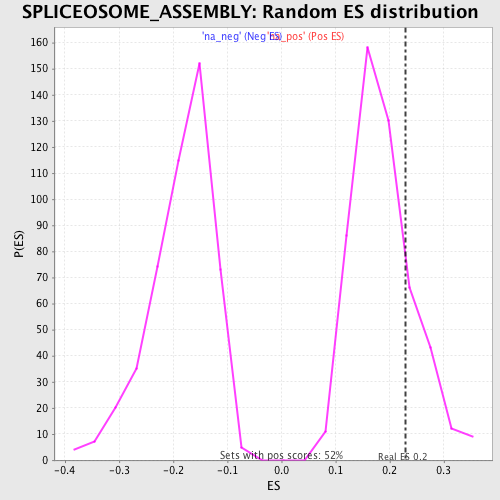 SPLICEOSOME_ASSEMBLY: Random ES distribution
'na_neg' (Neg ES) 'na_pos' (Pos ES)
160
150
140
130
120
110
100
90
80
70
60
50
40
30
20
10
0
P(ES)
Sets with pos scores: 52%
Real ES 0.2
-0.4 -0.3 -0.2 -0.1 0.0 0.1 0.2 0.3
ES